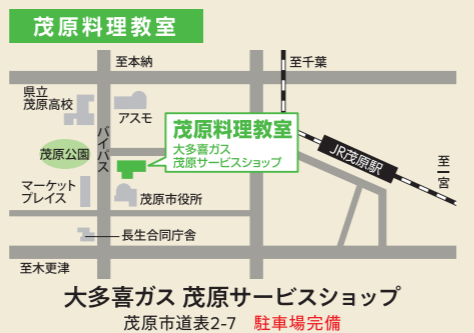 茂原料理教室
至本納
至千葉
県立
茂原高校
アスモ
バイパス
茂原料理教室
大多喜ガス
茂原サービスショップ
JR茂原駅
至一宮
茂原公園
マーケット
プレイス
茂原市役所
長生合同庁舎
至木更津
大多喜ガス 茂原サービスショップ
茂原市道表2-7 駐車場完備